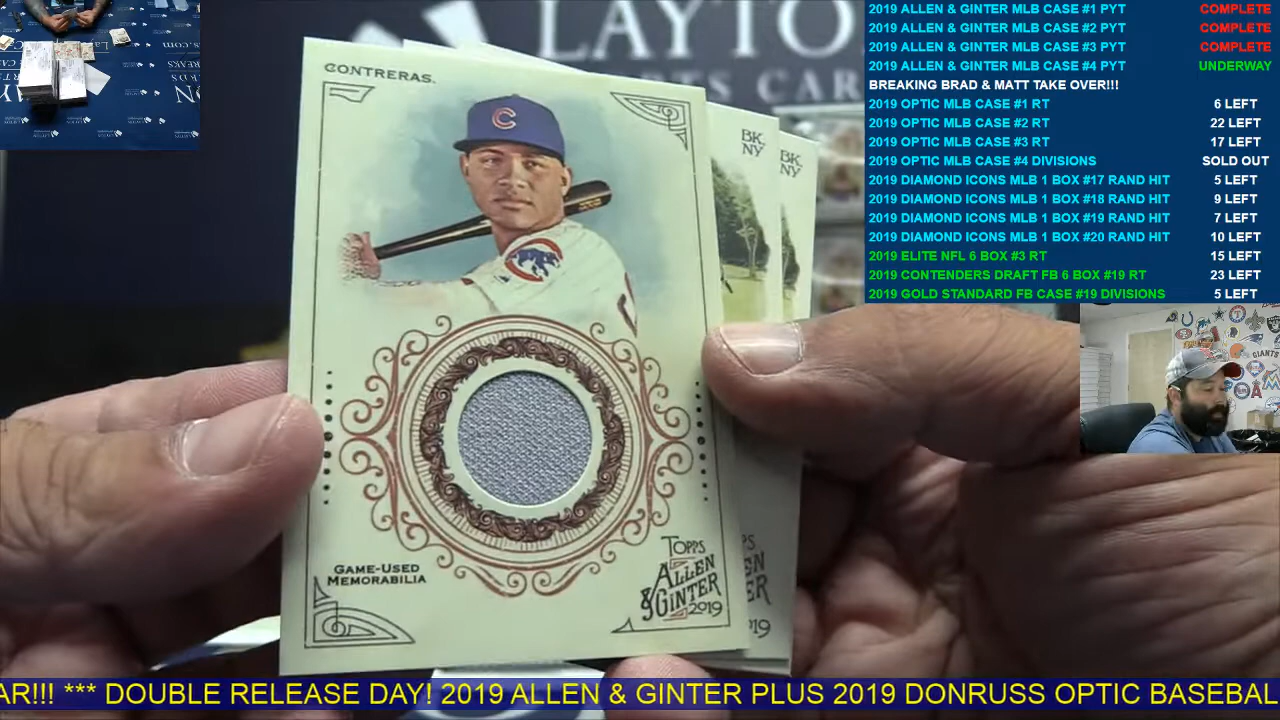 LAYTO
RTS CAR
CONTRERAS.
C
BK.
NY
BK.
NY
GAME-USED
MEMORABILIA
TOPPS
ALLEN
& GINTER
2019
2019 ALLEN & GINTER MLB CASE #1 PYT COMPLETE
2019 ALLEN & GINTER MLB CASE #2 PYT COMPLETE
2019 ALLEN & GINTER MLB CASE #3 PYT COMPLETE
2019 ALLEN & GINTER MLB CASE #4 PYT UNDERWAY
BREAKING BRAD & MATT TAKE OVER!!!
2019 OPTIC MLB CASE #1 RT 6 LEFT
2019 OPTIC MLB CASE #2 RT 22 LEFT
2019 OPTIC MLB CASE #3 RT 17 LEFT
2019 OPTIC MLB CASE #4 DIVISIONS SOLD OUT
2019 DIAMOND ICONS MLB 1 BOX #17 RAND HIT 5 LEFT
2019 DIAMOND ICONS MLB 1 BOX #18 RAND HIT 9 LEFT
2019 DIAMOND ICONS MLB 1 BOX #19 RAND HIT 7 LEFT
2019 DIAMOND ICONS MLB 1 BOX #20 RAND HIT 10 LEFT
2019 ELITE NFL 6 BOX #3 RT 15 LEFT
2019 CONTENDERS DRAFT FB 6 BOX #19 RT 23 LEFT
2019 GOLD STANDARD FB CASE #19 DIVISIONS 5 LEFT
GIANTS
AR!!! *** DOUBLE RELEASE DAY! 2019 ALLEN & GINTER PLUS 2019 DONRUSS OPTIC BASEBAL